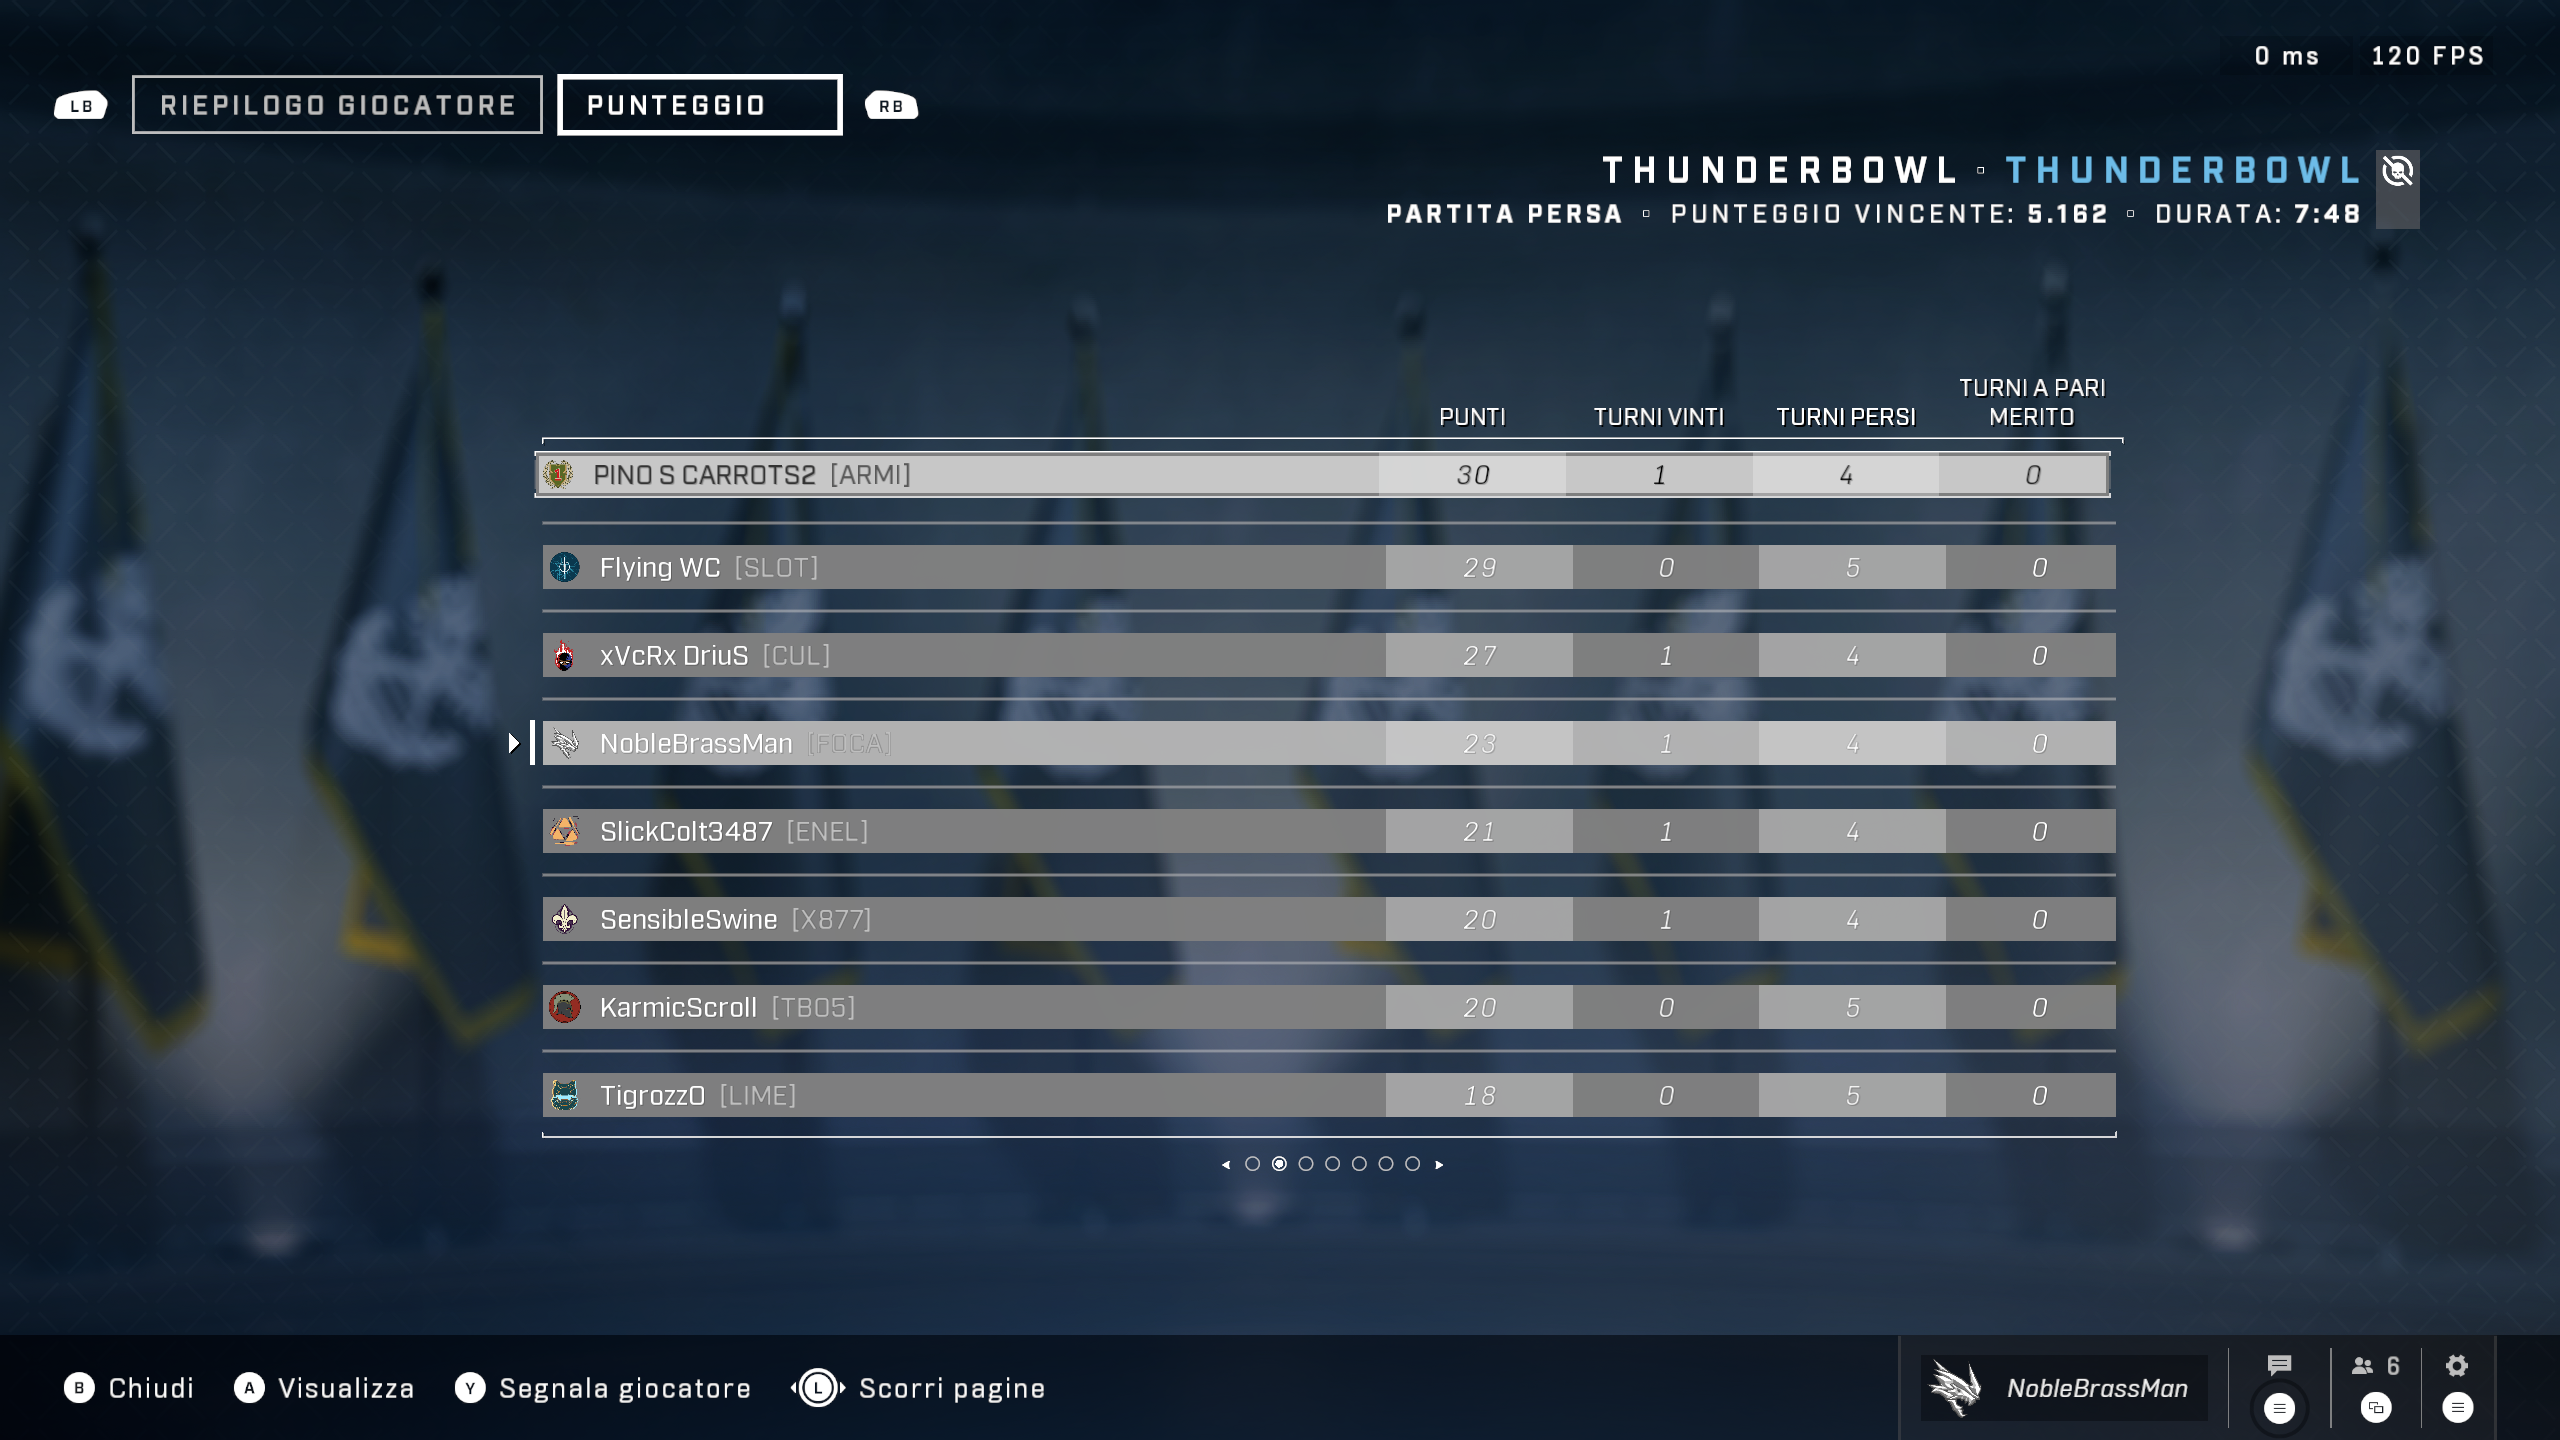 0 ms 120 FPS
LB RIEPILOGO GIOCATORE PUNTEGGIO RB
THUNDERBOWL ▫ THUNDERBOWL
PARTITA PERSA ▫ PUNTEGGIO VINCENTE: 5.162 ▫ DURATA: 7:48
PUNTI TURNI VINTI TURNI PERSI TURNI A PARI MERITO
PINO S CARROTS2 [ARMI] 30 1 4 0
Flying WC [SLOT] 29 0 5 0
xVcRx DriuS [CUL] 27 1 4 0
NobleBrassMan [FOCA] 23 1 4 0
SlickColt3487 [ENEL] 21 1 4 0
SensibleSwine [X877] 20 1 4 0
KarmicScroll [TB05] 20 0 5 0
TigrozzO [LIME] 18 0 5 0
B Chiudi A Visualizza Y Segnala giocatore L Scorri pagine
NobleBrassMan 6